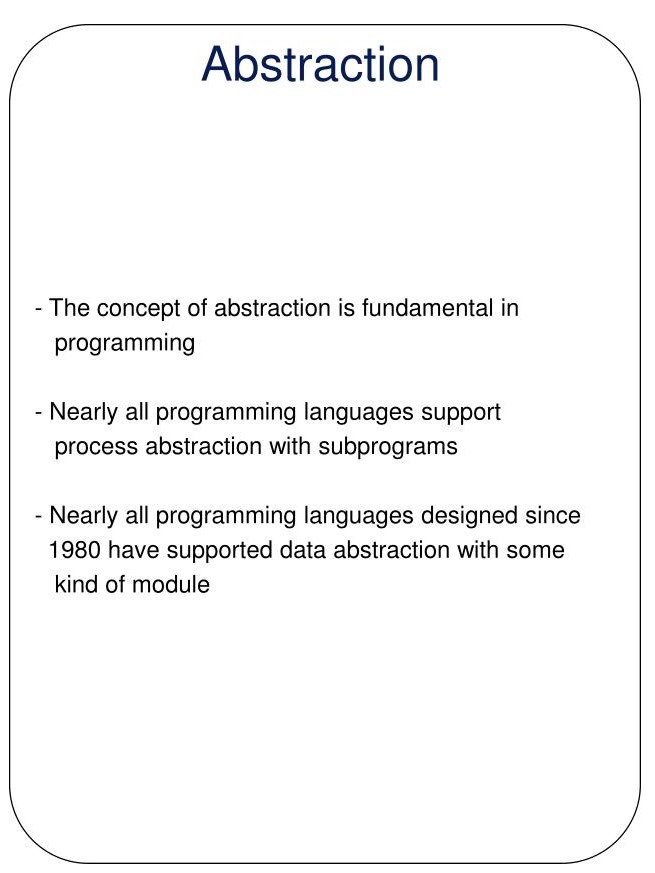 Abstraction
- The concept of abstraction is fundamental in
programming
- Nearly all programming languages support
process abstraction with subprograms
- Nearly all programming languages designed since
1980 have supported data abstraction with some
kind of module